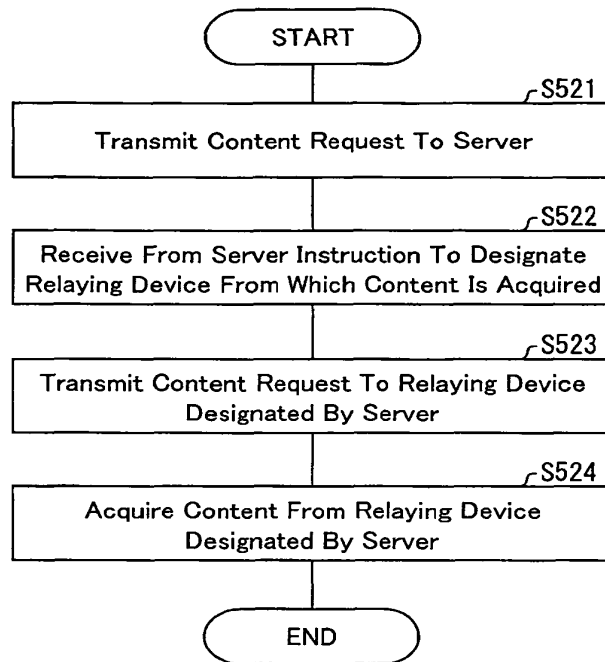 START
S521
Transmit Content Request To Server
S522
Receive From Server Instruction To Designate
Relaying Device From Which Content Is Acquired
S523
Transmit Content Request To Relaying Device
Designated By Server
S524
Acquire Content From Relaying Device
Designated By Server
END